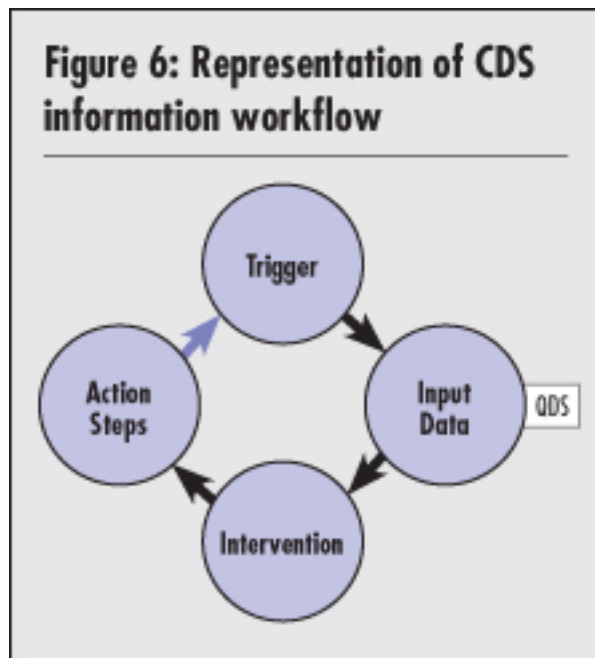 Figure 6: Representation of CDS
information workflow
Trigger
Action
Steps
Input
Data
QDS
Intervention